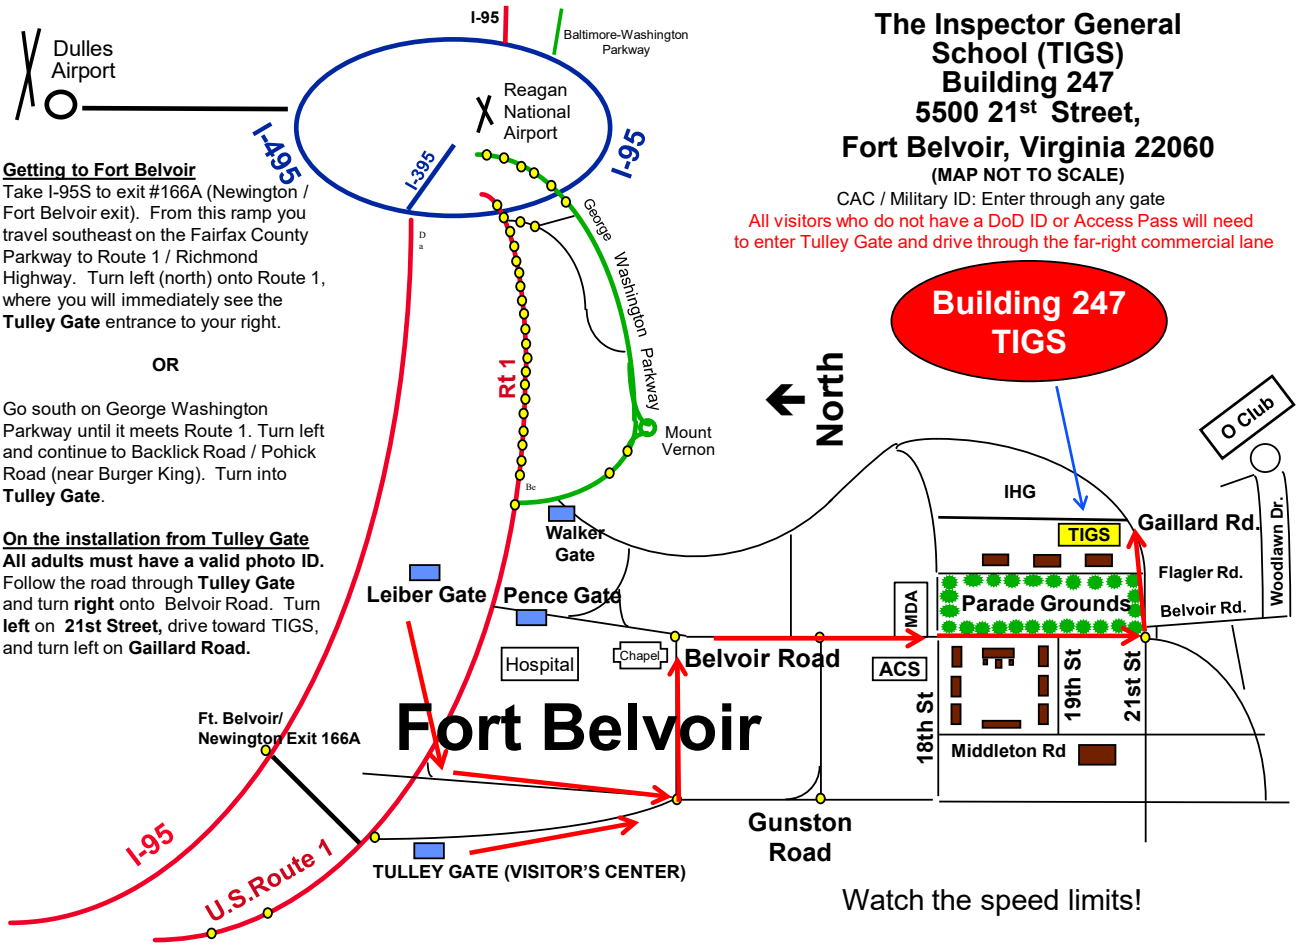 I-95
Baltimore-Washington
Parkway
Dulles
Airport
Reagan
National
Airport
I-495
I-395
I-95
The Inspector General
School (TIGS)
Building 247
5500 21st Street,
Fort Belvoir, Virginia 22060
(MAP NOT TO SCALE)
CAC / Military ID: Enter through any gate
All visitors who do not have a DoD ID or Access Pass will need
to enter Tulley Gate and drive through the far-right commercial lane
Getting to Fort Belvoir
Take I-95S to exit #166A (Newington /
Fort Belvoir exit). From this ramp you
travel southeast on the Fairfax County
Parkway to Route 1 / Richmond
Highway. Turn left (north) onto Route 1,
where you will immediately see the
Tulley Gate entrance to your right.
OR
Go south on George Washington
Parkway until it meets Route 1. Turn left
and continue to Backlick Road / Pohick
Road (near Burger King). Turn into
Tulley Gate.
On the installation from Tulley Gate
All adults must have a valid photo ID.
Follow the road through Tulley Gate
and turn right onto Belvoir Road. Turn
left on 21st Street, drive toward TIGS,
and turn left on Gaillard Road.
D
a
George Washington Parkway
Rt 1
Mount
Vernon
Be
North
Building 247
TIGS
O Club
IHG
TIGS
Gaillard Rd.
Woodlawn Dr.
Flagler Rd.
Belvoir Rd.
Parade Grounds
MDA
Walker
Gate
Leiber Gate
Pence Gate
Hospital
Chapel
Belvoir Road
ACS
18th St
19th St
21st St
Fort Belvoir
Middleton Rd
Ft. Belvoir/
Newington Exit 166A
Gunston
Road
I-95
U.S.Route 1
TULLEY GATE (VISITOR'S CENTER)
Watch the speed limits!